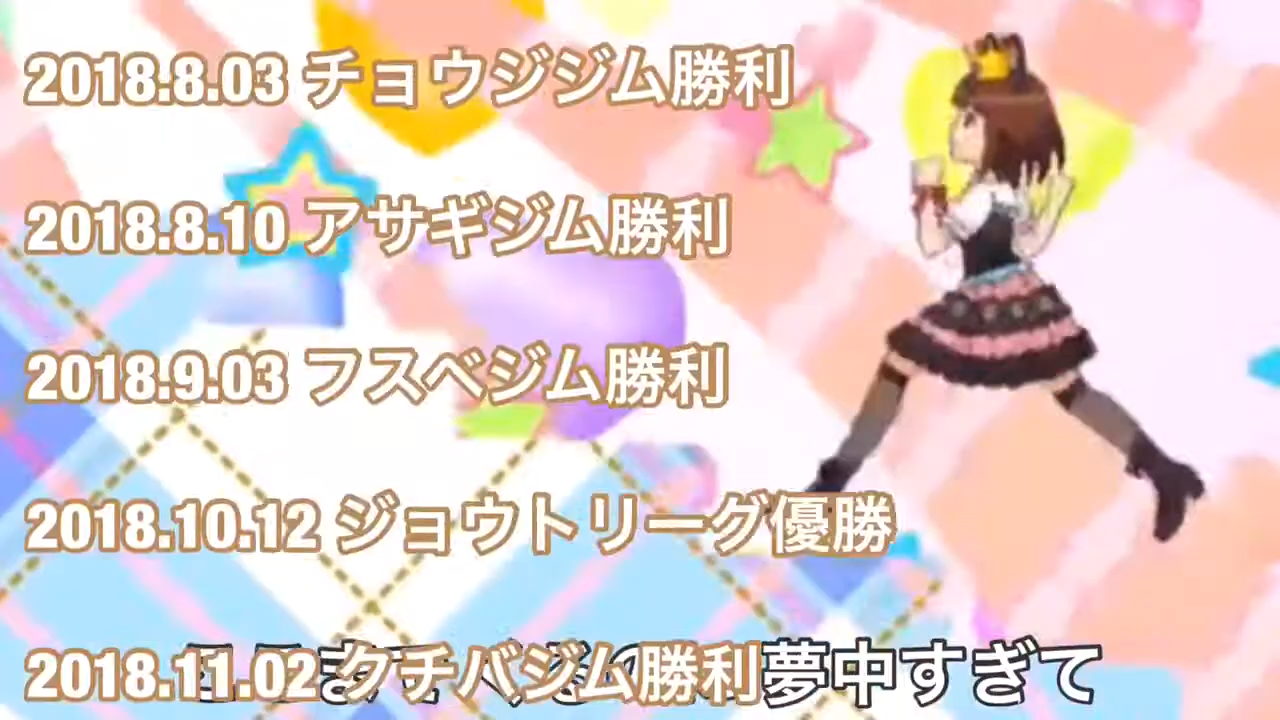 2018.8.03 チョウジジム勝利
2018.8.10 アサギジム勝利
2018.9.03 フスベジム勝利
2018.10.12 ジョウトリーグ優勝
2018.11.02 クチバジム勝利
夢中すぎて